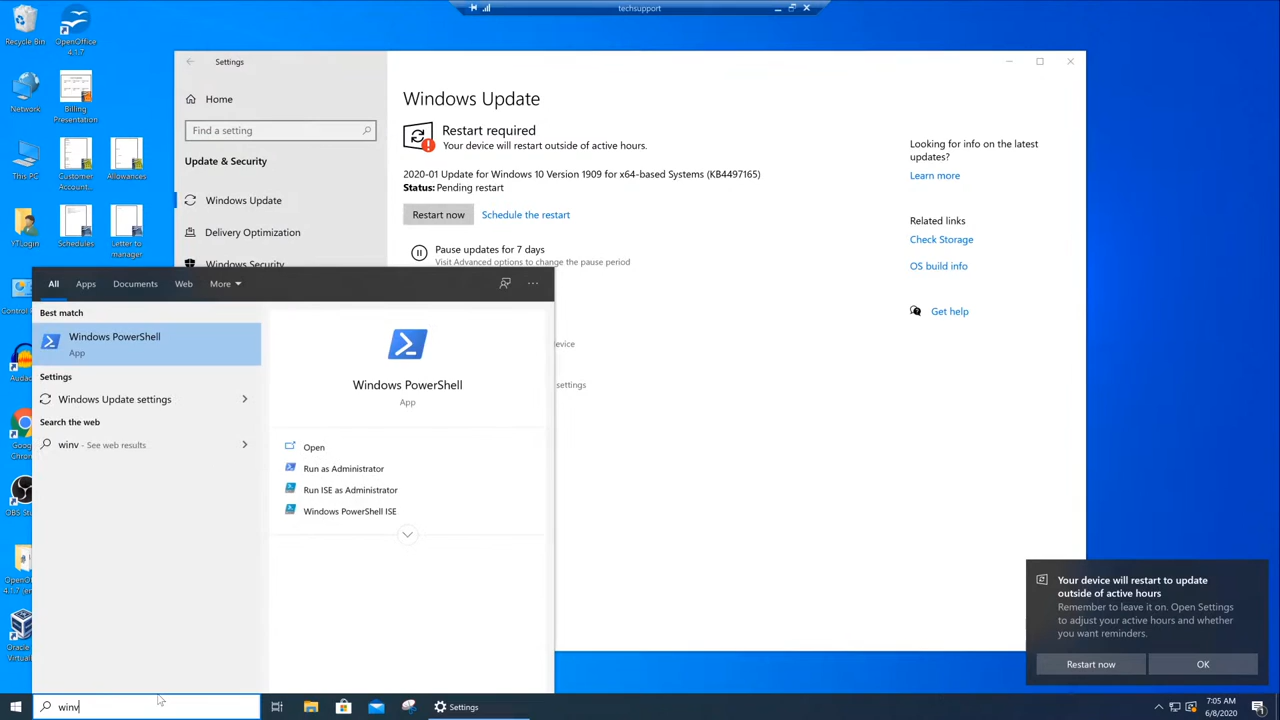 techsupport
Recycle Bin
OpenOffice
4.1.7
Network
Billing
Presentation
This PC
Customer
Account...
Allowances
YTLogin
Schedules
Letter to
manager
Settings
Home
Find a setting
Update & Security
Windows Update
Delivery Optimization
Windows Security
Windows Update
Restart required
Your device will restart outside of active hours.
2020-01 Update for Windows 10 Version 1909 for x64-based Systems (KB4497165)
Status: Pending restart
Restart now
Schedule the restart
Pause updates for 7 days
Visit Advanced options to change the pause period
Looking for info on the latest
updates?
Learn more
Related links
Check Storage
OS build info
Get help
All
Apps
Documents
Web
More
Best match
Windows PowerShell
App
Settings
Windows Update settings
Search the web
winv - See web results
Windows PowerShell
App
Open
Run as Administrator
Run ISE as Administrator
Windows PowerShell ISE
Your device will restart to update
outside of active hours
Remember to leave it on. Open Settings
to adjust your active hours and whether
you want reminders.
Restart now
OK
winv
Settings
7:05 AM
6/8/2020